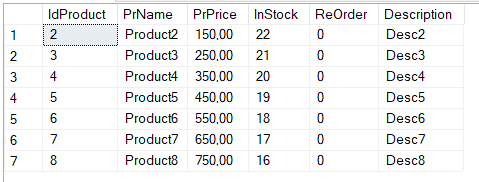 IdProduct PrName PrPrice InStock ReOrder Description
1 2 Product2 150,00 22 0 Desc2
2 3 Product3 250,00 21 0 Desc3
3 4 Product4 350,00 20 0 Desc4
4 5 Product5 450,00 19 0 Desc5
5 6 Product6 550,00 18 0 Desc6
6 7 Product7 650,00 17 0 Desc7
7 8 Product8 750,00 16 0 Desc8